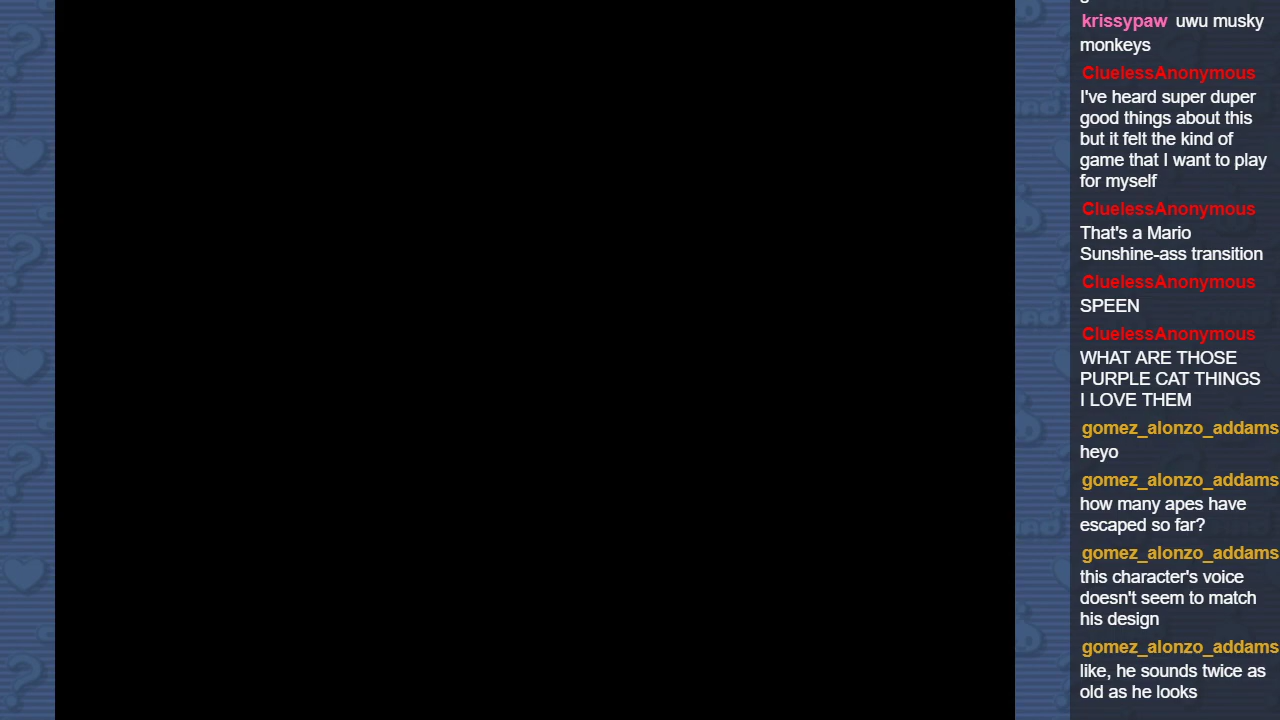 krissypaw uwu musky
monkeys
CluelessAnonymous
I've heard super duper
good things about this
but it felt the kind of
game that I want to play
for myself
CluelessAnonymous
That's a Mario
Sunshine-ass transition
CluelessAnonymous
SPEEN
CluelessAnonymous
WHAT ARE THOSE
PURPLE CAT THINGS
I LOVE THEM
gomez_alonzo_addams
heyo
gomez_alonzo_addams
how many apes have
escaped so far?
gomez_alonzo_addams
this character's voice
doesn't seem to match
his design
gomez_alonzo_addams
like, he sounds twice as
old as he looks